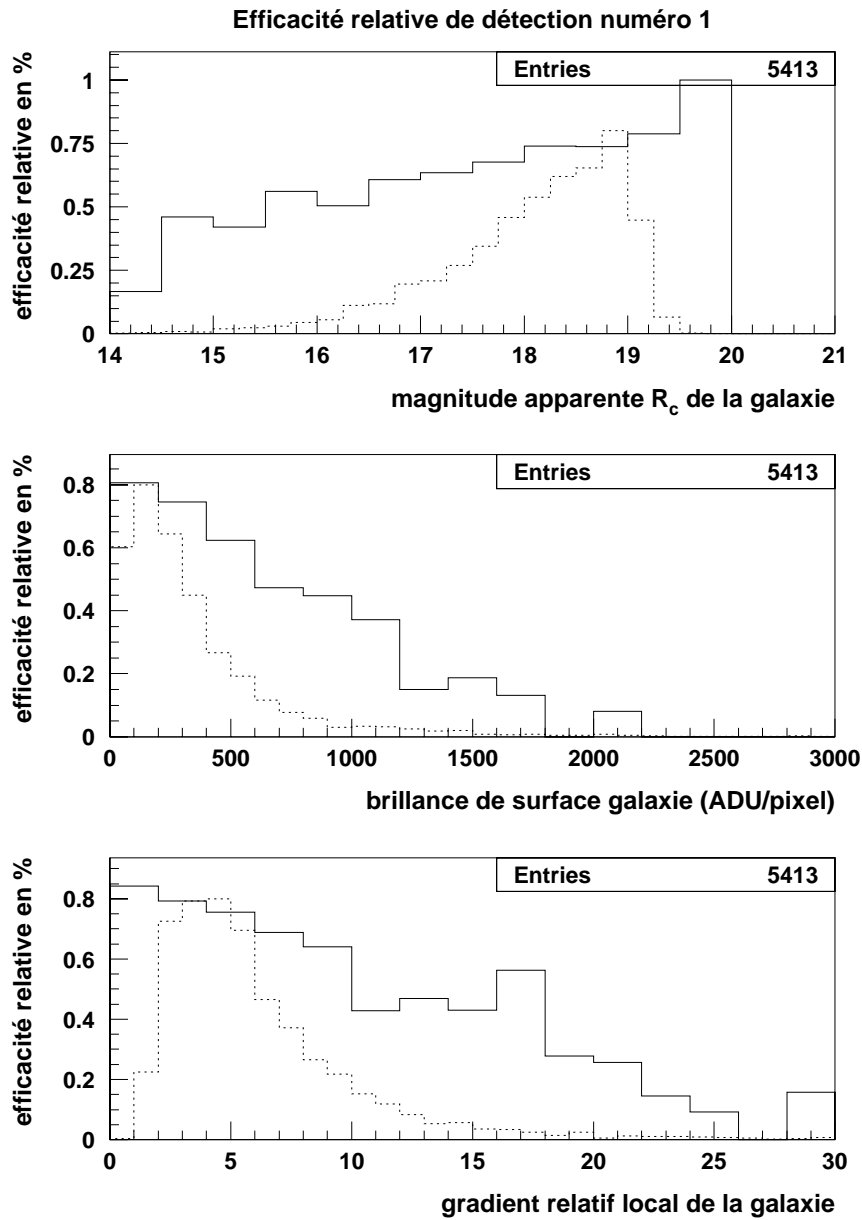 Efficacité relative de détection numéro 1
Entries 5413
efficacité relative en %
1
0.75
0.5
0.25
0
14 15 16 17 18 19 20 21
magnitude apparente Rc de la galaxie
Entries 5413
efficacité relative en %
0.8
0.6
0.4
0.2
0
0 500 1000 1500 2000 2500 3000
brillance de surface galaxie (ADU/pixel)
Entries 5413
efficacité relative en %
0.8
0.6
0.4
0.2
0
0 5 10 15 20 25 30
gradient relatif local de la galaxie